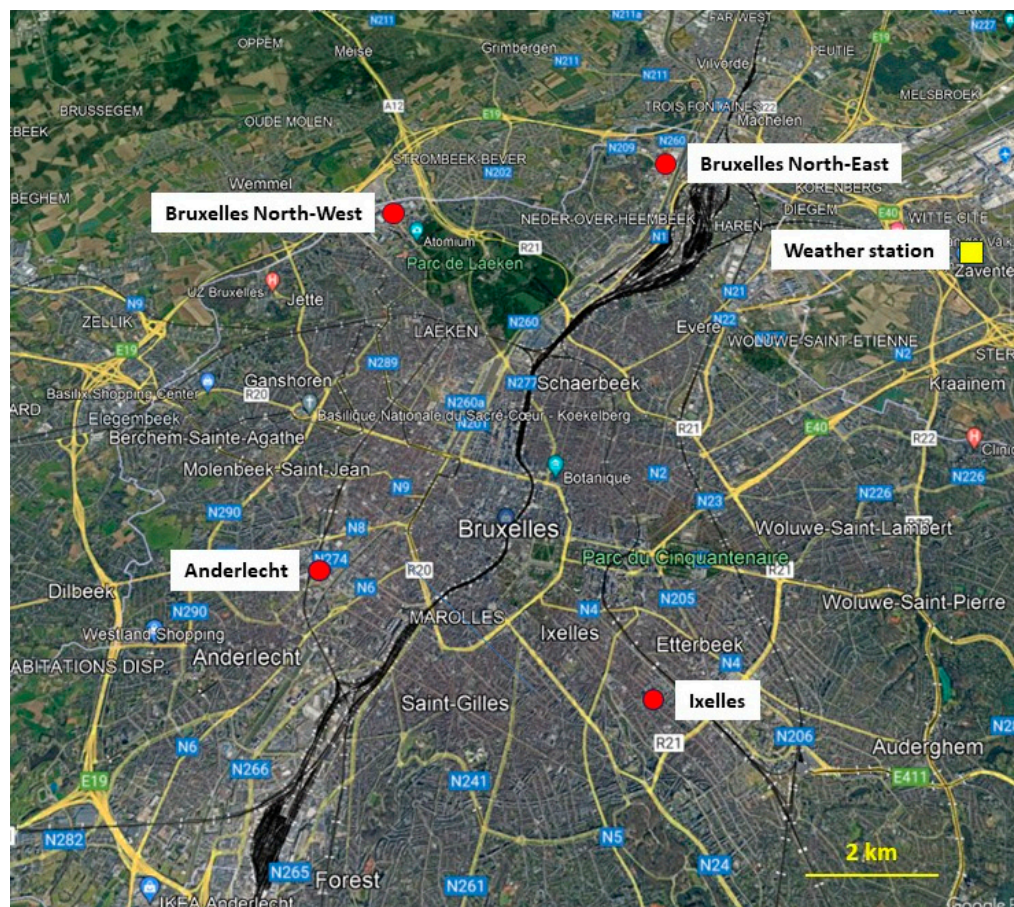 N211
N211a
FAR WEST
E19
N227
OPPEM
Meise
Grimbergen
PEUTIE
N211
Vilvorde
N211
BRUSSEGEM
A12
TROIS FONTAINES
MELSBROEK
OUDE MOLEN
E19
Machelen
N209
N260
STROMBEEK-BEVER
Bruxelles North-East
N202
Wemmel
KORENBERG
BEGHEM
DIEGEM
Bruxelles North-West
NEDER-OVER-HEEMBEEK
HAREN
E40
WITTE CITE
Atomium
R21
N1
Weather station
Parc de Laeken
Zavente
UZ Bruxelles
Jette
N21
N9
ZELLIK
LAEKEN
N260
N22
Evere
WOLUWE-SAINT-ETIENNE
E19
N289
N2
STER
Ganshoren
N277
Schaerbeek
Kraainem
Basilix Shopping Center
R20
N260a
ARD
Elegembeek
Basilique Nationale du Sacré-Cœur - Koekelberg
N201
R21
E40
Berchem-Sainte-Agathe
R22
Clinic
Molenbeek-Saint-Jean
Botanique
N2
N226
N9
N226
N290
N23
N8
Bruxelles
Woluwe-Saint-Lambert
N274
Parc du Cinquantenaire
Anderlecht
R20
R21
Dilbeek
N6
N290
MAROLLES
N4
N205
Woluwe-Saint-Pierre
Westland Shopping
Ixelles
Etterbeek
ABITATIONS DISP..
Anderlecht
N4
Saint-Gilles
Ixelles
N6
R21
N206
Auderghem
N266
E19
N241
E411
N282
N5
2 km
N265
Forest
N261
N24
IKEA Anderlecht